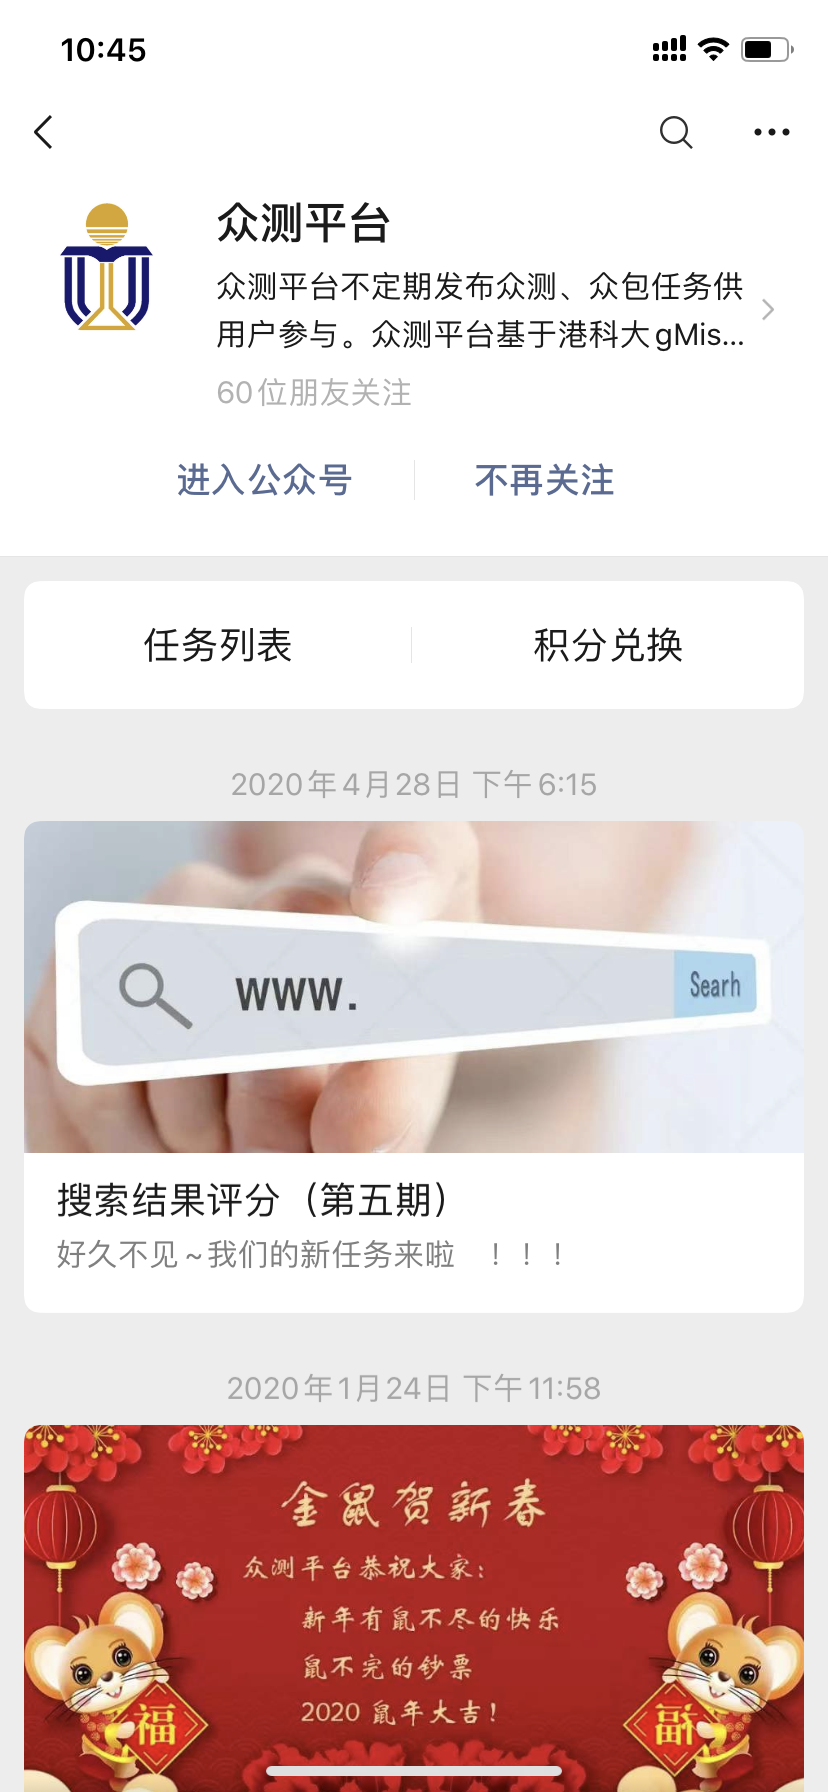 10:45
众测平台
众测平台不定期发布众测、众包任务供
用户参与。众测平台基于港科大gMis...
60位朋友关注
进入公众号
不再关注
任务列表
积分兑换
2020年4月28日 下午6:15
www.
Searh
搜索结果评分（第五期）
好久不见~我们的新任务来啦 ！！！
2020年1月24日 下午11:58
金鼠贺新春
众测平台恭祝大家:
新年有鼠不尽的快乐
鼠不完的钞票
2020 鼠年大吉!
福
福